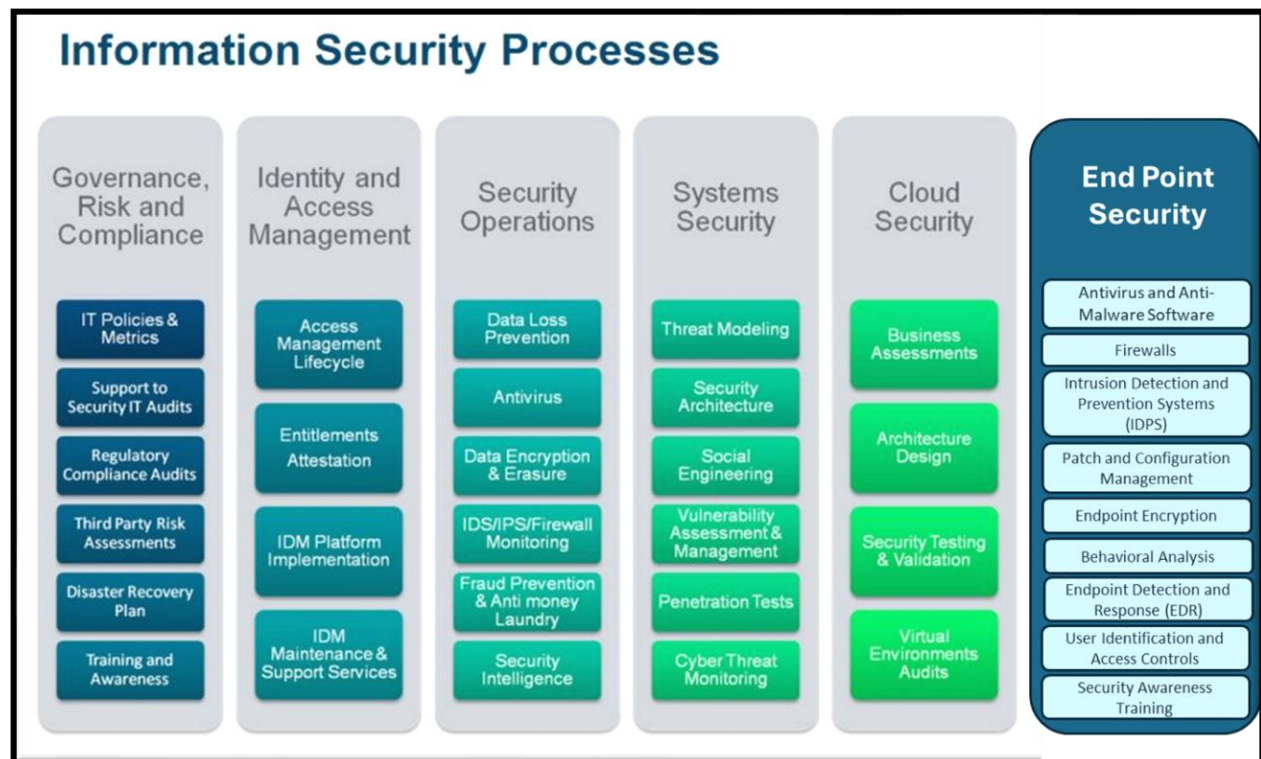 Information Security Processes
Governance,
Risk and
Compliance
IT Policies &
Metrics
Support to
Security IT Audits
Regulatory
Compliance Audits
Third Party Risk
Assessments
Disaster Recovery
Plan
Training and
Awareness
Identity and
Access
Management
Access
Management
Lifecycle
Entitlements
Attestation
IDM Platform
Implementation
IDM
Maintenance &
Support Services
Security
Operations
Data Loss
Prevention
Antivirus
Data Encryption
& Erasure
IDS/IPS/Firewall
Monitoring
Fraud Prevention
& Anti money
Laundry
Security
Intelligence
Systems
Security
Threat Modeling
Security
Architecture
Social
Engineering
Vulnerability
Assessment &
Management
Penetration Tests
Cyber Threat
Monitoring
Cloud
Security
Business
Assessments
Architecture
Design
Security Testing
& Validation
Virtual
Environments
Audits
End Point
Security
Antivirus and Anti-
Malware Software
Firewalls
Intrusion Detection and
Prevention Systems
(IDPS)
Patch and Configuration
Management
Endpoint Encryption
Behavioral Analysis
Endpoint Detection and
Response (EDR)
User Identification and
Access Controls
Security Awareness
Training